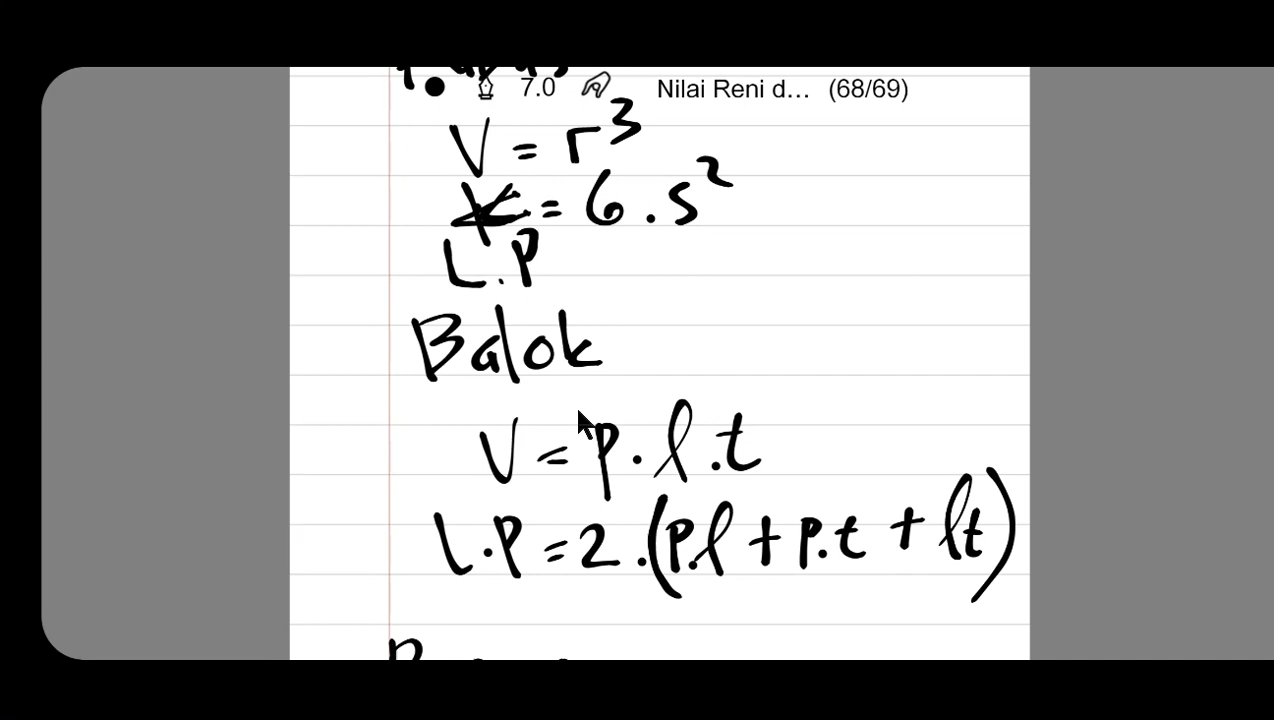 7.0 Nilai Reni d... (68/69)
V = r³
= 6 . s²
L.P
Balok
V = p . l . t
L.P = 2 . (p.l + p.t + lt)